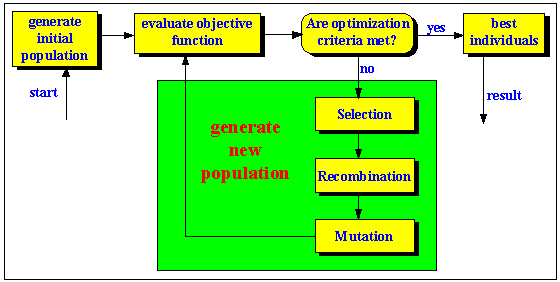 generate
initial
population
evaluate objective
function
Are optimization
criteria met?
yes
best
individuals
start
no
result
generate
new
population
Selection
Recombination
Mutation